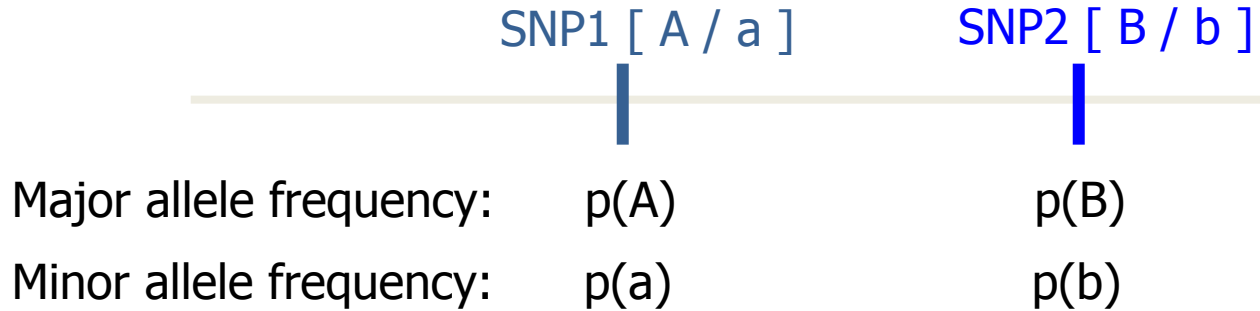 SNP1 [ A / a ] SNP2 [ B / b ]
Major allele frequency: p(A) p(B)
Minor allele frequency: p(a) p(b)